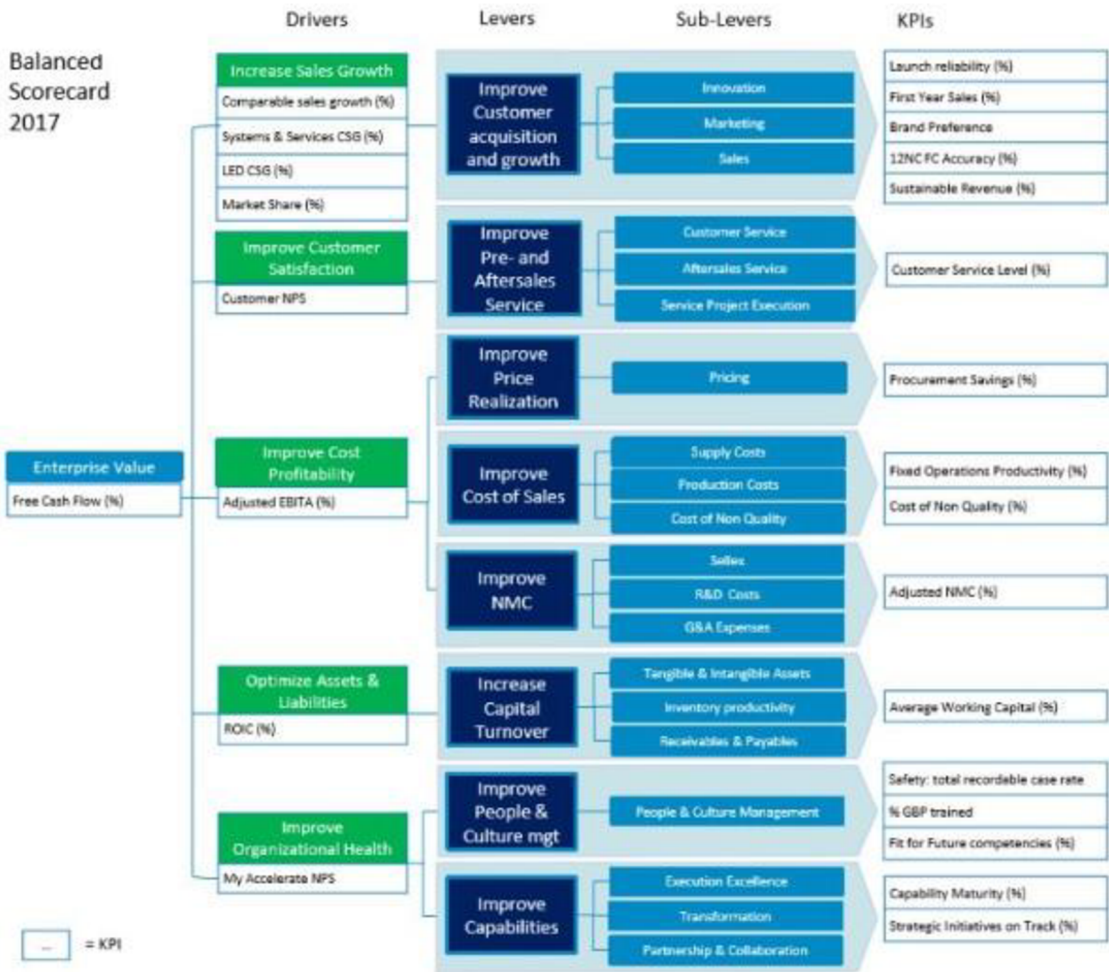 Drivers
Levers
Sub-Levers
KPIs
Balanced
Scorecard
2017
Increase Sales Growth
Comparable sales growth (%)
Systems & Services CSG (%)
LED CSG (%)
Market Share (%)
Improve
Customer
acquisition
and growth
Innovation
Marketing
Sales
Launch reliability (%)
First Year Sales (%)
Brand Preference
12NC FC Accuracy (%)
Sustainable Revenue (%)
Improve Customer
Satisfaction
Customer NPS
Improve
Pre- and
Aftersales
Service
Customer Service
Aftersales Service
Service Project Execution
Customer Service Level (%)
Improve
Price
Realization
Pricing
Procurement Savings (%)
Enterprise Value
Free Cash Flow (%)
Improve Cost
Profitability
Adjusted EBITA (%)
Improve
Cost of Sales
Supply Costs
Production Costs
Cost of Non Quality
Fixed Operations Productivity (%)
Cost of Non Quality (%)
Improve
NMC
R&D Costs
G&A Expenses
Adjusted NMC (%)
Optimize Assets &
Liabilities
ROIC (%)
Increase
Capital
Turnover
Tangible & Intangible Assets
Inventory productivity
Receivables & Payables
Average Working Capital (%)
Improve
Organizational Health
My Accelerate NPS
Improve
People &
Culture mgt
People & Culture Management
Safety: total recordable case rate
% GBP trained
Fit for Future competencies (%)
Improve
Capabilities
Execution Excellence
Transformation
Partnership & Collaboration
Capability Maturity (%)
Strategic Initiatives on Track (%)
... = KPI